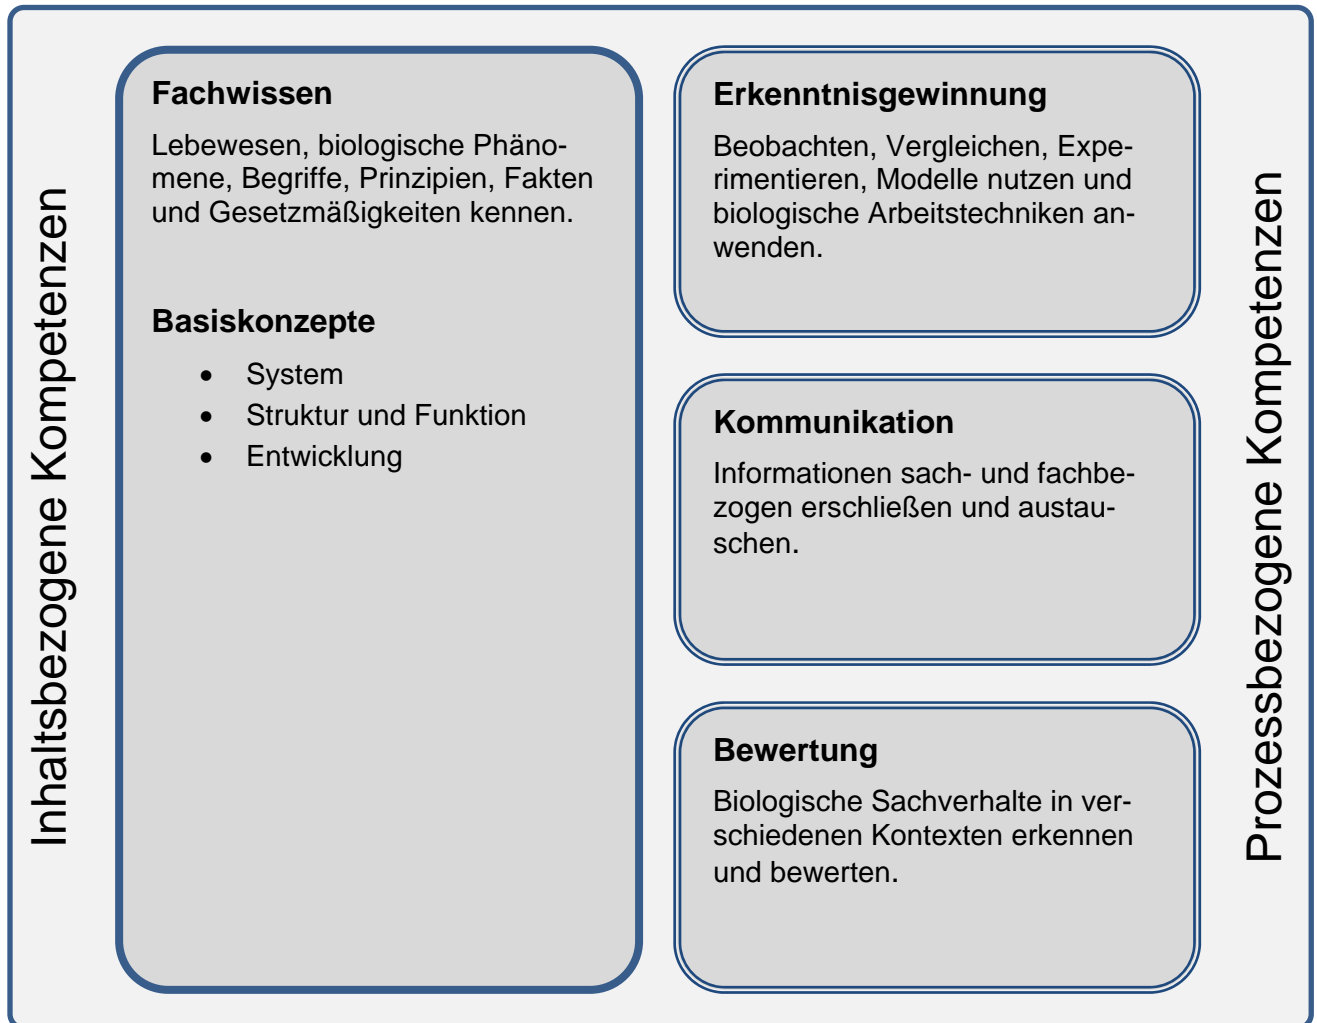 Inhaltsbezogene Kompetenzen
Fachwissen
Lebewesen, biologische Phäno-
mene, Begriffe, Prinzipien, Fakten
und Gesetzmäßigkeiten kennen.
Basiskonzepte
• System
• Struktur und Funktion
• Entwicklung
Erkenntnisgewinnung
Beobachten, Vergleichen, Expe-
rimentieren, Modelle nutzen und
biologische Arbeitstechniken an-
wenden.
Kommunikation
Informationen sach- und fachbe-
zogen erschließen und austau-
schen.
Bewertung
Biologische Sachverhalte in ver-
schiedenen Kontexten erkennen
und bewerten.
Prozessbezogene Kompetenzen